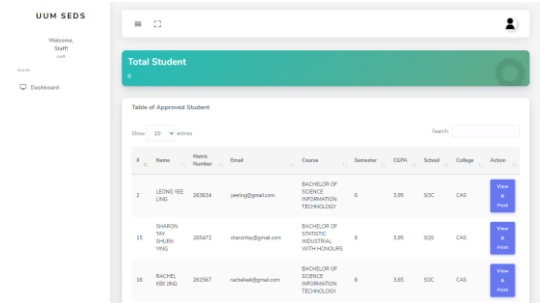 UUM SEDS
Welcome,
Staff!
staff
MAIN
Dashboard
Total Student
6
Table of Approved Student
Show 10 entries
Search:
# Name Matric Number Email Course Semester CGPA School College Action
2 LEONG YEE LING 263634 yeeling@gmail.com BACHELOR OF SCIENCE INFORMATION TECHNOLOGY 6 3.85 SOC CAS View & Print
15 SHARON TAY SHUEN YING 265472 sharontay@gmail.com BACHELOR OF STATISTIC INDUSTRIAL WITH HONOURS 6 3.85 SQS CAS View & Print
16 RACHEL KEK JING 261567 rachelkek@gmail.com BACHELOR OF SCIENCE INFORMATION TECHNOLOGY 6 3.65 SOC CAS View & Print